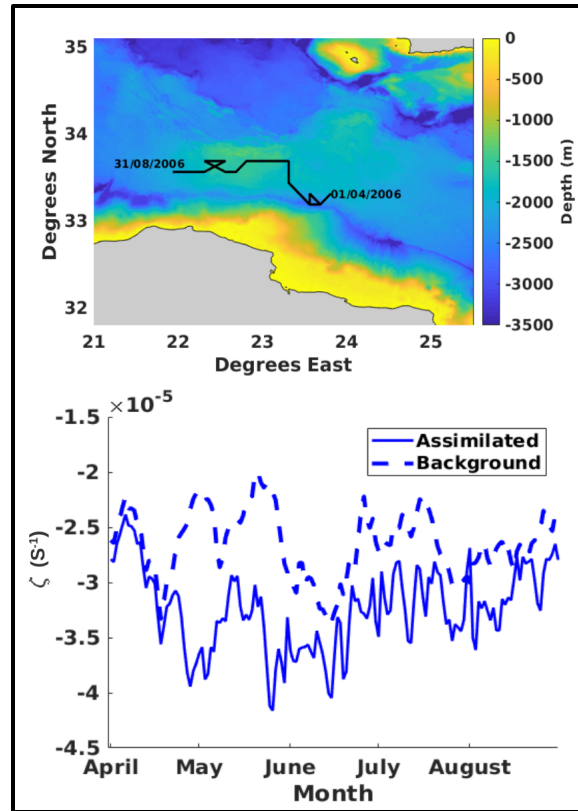 35
34
33
32
Degrees North
31/08/2006
01/04/2006
21 22 23 24 25
Degrees East
0
-500
-1000
-1500
-2000
-2500
-3000
-3500
Depth (m)
×10-5
-1.5
-2
-2.5
-3
-3.5
-4
-4.5
ζ (S-1)
Assimilated
Background
April May June July August
Month